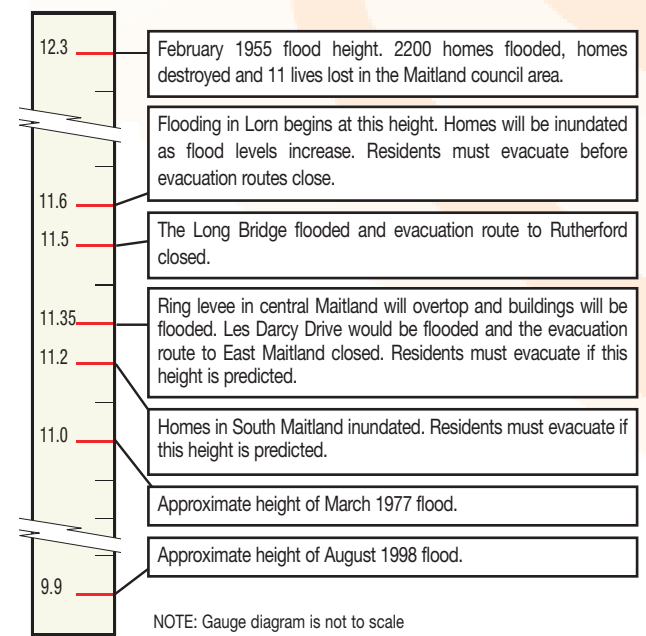 12.3
February 1955 flood height. 2200 homes flooded, homes
destroyed and 11 lives lost in the Maitland council area.
Flooding in Lorn begins at this height. Homes will be inundated
as flood levels increase. Residents must evacuate before
evacuation routes close.
11.6
11.5
The Long Bridge flooded and evacuation route to Rutherford
closed.
11.35
Ring levee in central Maitland will overtop and buildings will be
flooded. Les Darcy Drive would be flooded and the evacuation
route to East Maitland closed. Residents must evacuate if this
height is predicted.
11.2
Homes in South Maitland inundated. Residents must evacuate if
this height is predicted.
11.0
Approximate height of March 1977 flood.
Approximate height of August 1998 flood.
9.9
NOTE: Gauge diagram is not to scale